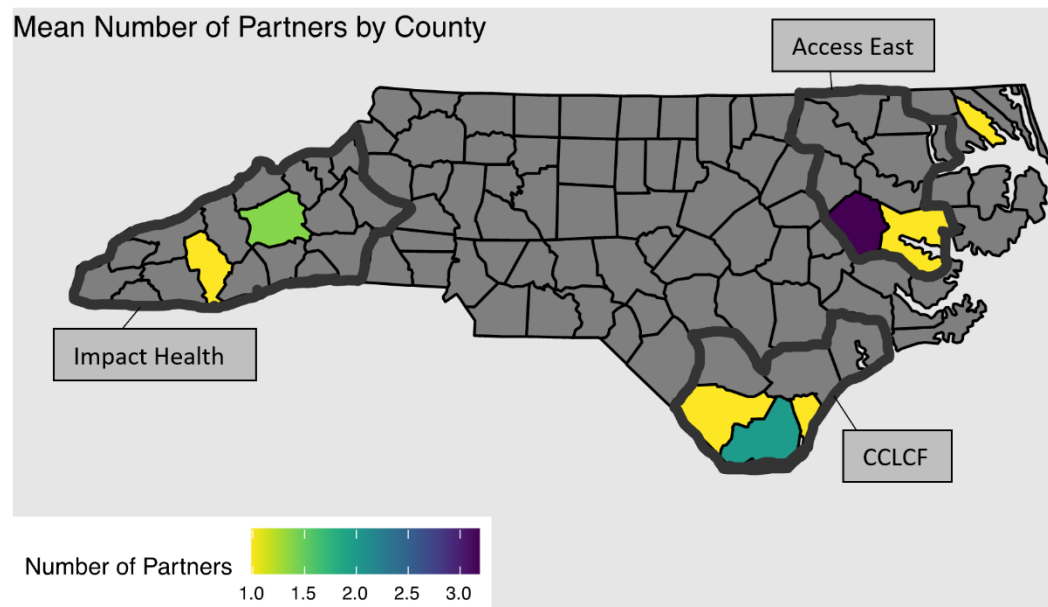 Mean Number of Partners by County
Access East
Impact Health
CCLCF
Number of Partners
1.0 1.5 2.0 2.5 3.0